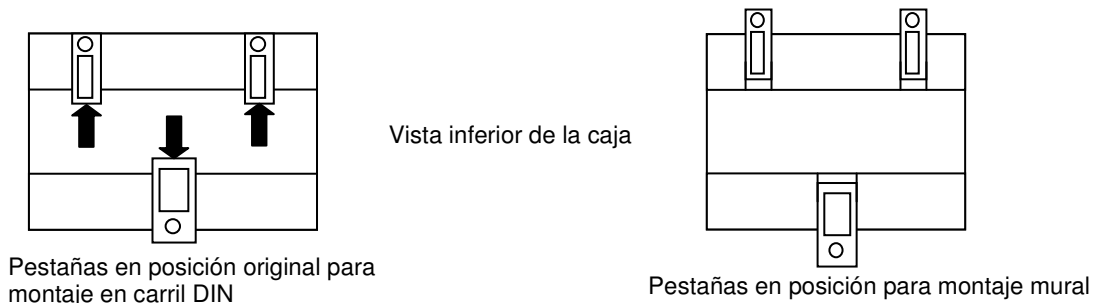 Vista inferior de la caja
Pestañas en posición original para
montaje en carril DIN
Pestañas en posición para montaje mural